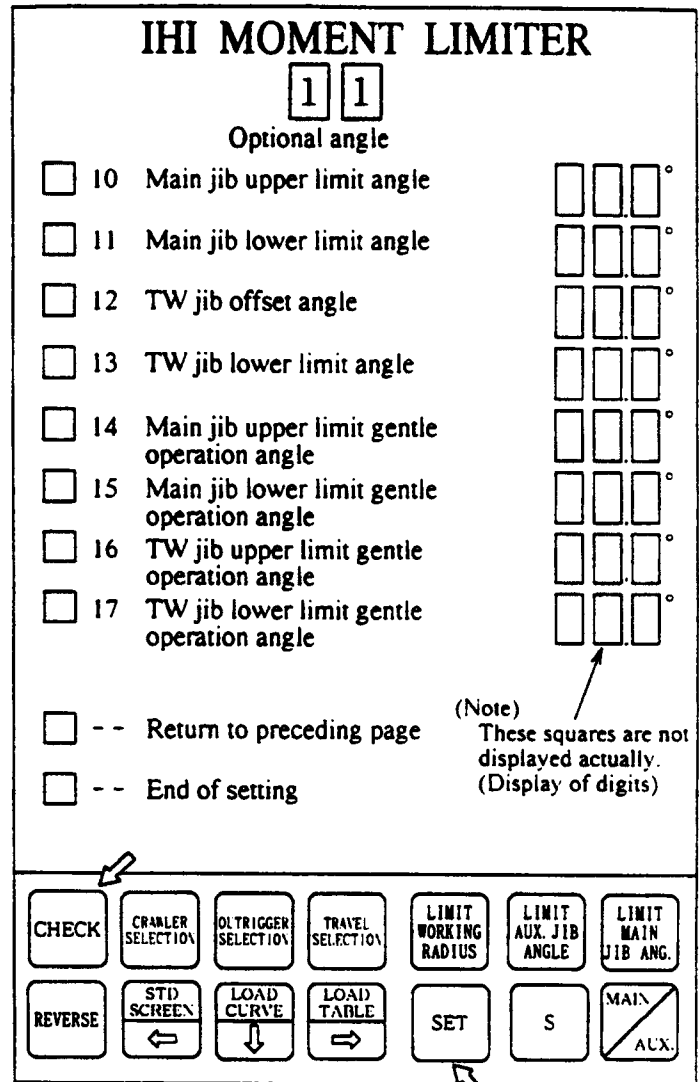 IHI MOMENT LIMITER
1 1
Optional angle
10 Main jib upper limit angle °
11 Main jib lower limit angle °
12 TW jib offset angle °
13 TW jib lower limit angle °
14 Main jib upper limit gentle °
operation angle
15 Main jib lower limit gentle °
operation angle
16 TW jib upper limit gentle °
operation angle
17 TW jib lower limit gentle °
operation angle
-- Return to preceding page
-- End of setting
(Note)
These squares are not
displayed actually.
(Display of digits)
CHECK
CRAWLER
SELECTION
OUTRIGGER
SELECTION
TRAVEL
SELECTION
LIMIT
WORKING
RADIUS
LIMIT
AUX. JIB
ANGLE
LIMIT
MAIN
JIB ANG.
REVERSE
STD
SCREEN
⇦
LOAD
CURVE
⇩
LOAD
TABLE
⇨
SET
S
MAIN
AUX.